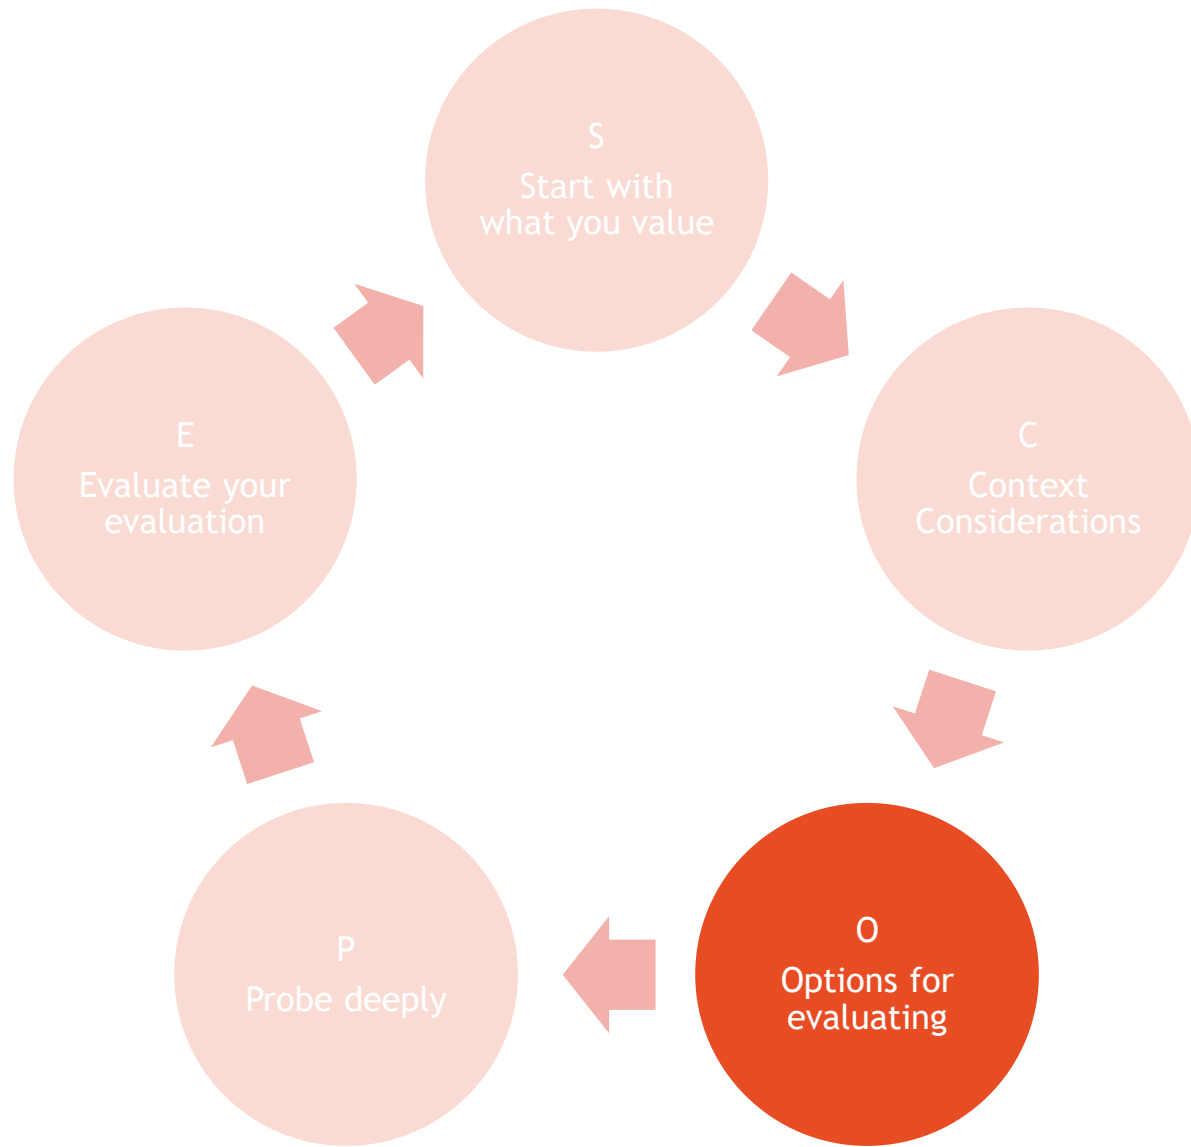 S
Start with
what you value
C
Context
Considerations
O
Options for
evaluating
P
Probe deeply
E
Evaluate your
evaluation